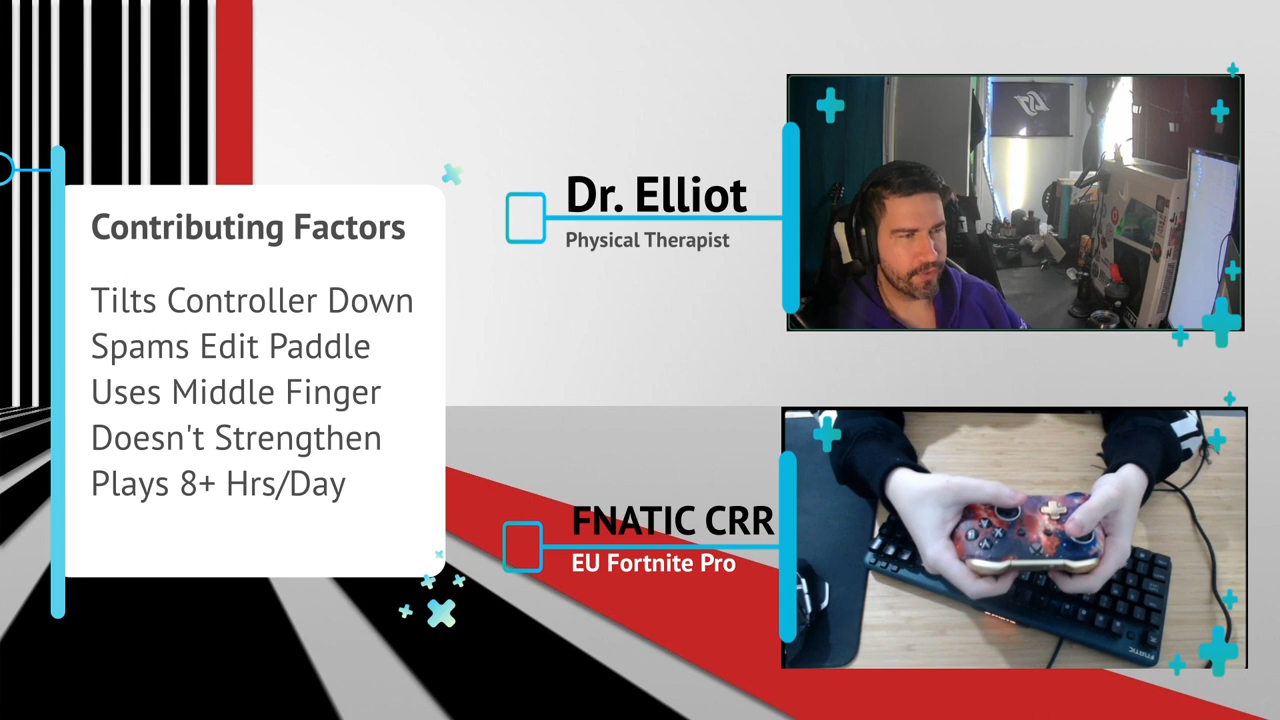 Contributing Factors
Tilts Controller Down
Spams Edit Paddle
Uses Middle Finger
Doesn't Strengthen
Plays 8+ Hrs/Day
Dr. Elliot
Physical Therapist
FNATIC CRR
EU Fortnite Pro
fnatic